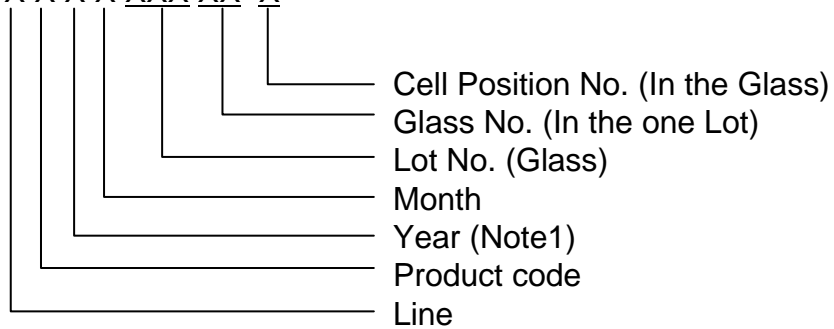 Cell Position No. (In the Glass)
Glass No. (In the one Lot)
Lot No. (Glass)
Month
Year (Note1)
Product code
Line